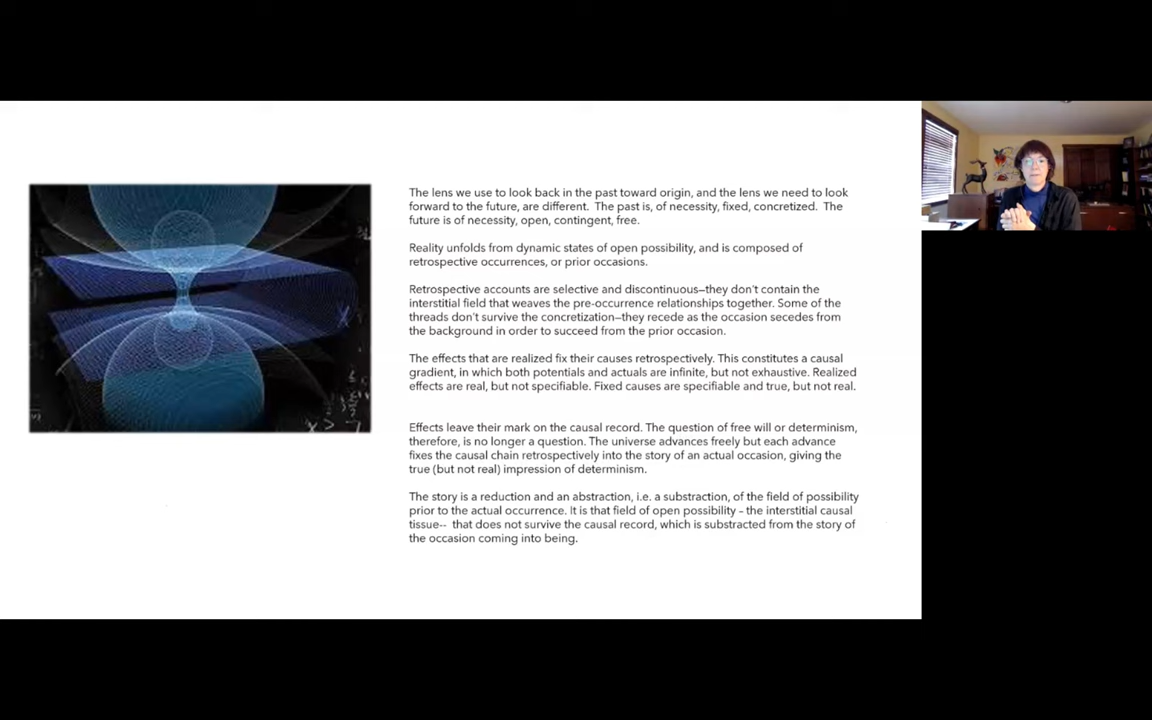 The lens we use to look back in the past toward origin, and the lens we need to look
forward to the future, are different. The past is, of necessity, fixed, concretized. The
future is of necessity, open, contingent, free.
Reality unfolds from dynamic states of open possibility, and is composed of
retrospective occurrences, or prior occasions.
Retrospective accounts are selective and discontinuous—they don't contain the
interstitial field that weaves the pre-occurrence relationships together. Some of the
threads don't survive the concretization—they recede as the occasion secedes from
the background in order to succeed from the prior occasion.
The effects that are realized fix their causes retrospectively. This constitutes a causal
gradient, in which both potentials and actuals are infinite, but not exhaustive. Realized
effects are real, but not specifiable. Fixed causes are specifiable and true, but not real.
Effects leave their mark on the causal record. The question of free will or determinism,
therefore, is no longer a question. The universe advances freely but each advance
fixes the causal chain retrospectively into the story of an actual occasion, giving the
true (but not real) impression of determinism.
The story is a reduction and an abstraction, i.e. a substraction, of the field of possibility
prior to the actual occurrence. It is that field of open possibility – the interstitial causal
tissue-- that does not survive the causal record, which is substracted from the story of
the occasion coming into being.